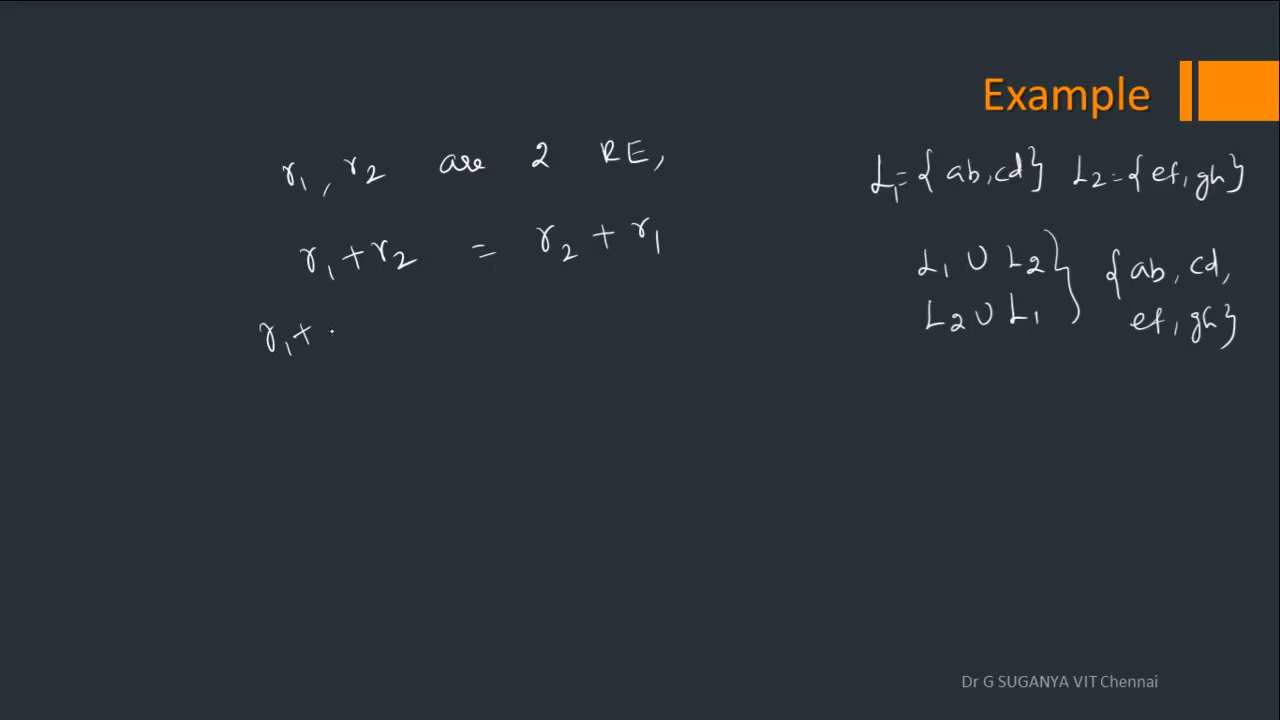 Example
r₁, r₂ are 2 RE,
r₁+r₂ = r₂+r₁
r₁+
L₁={ab,cd} L₂={ef,gh}
L₁ ∪ L₂
L₂ ∪ L₁
} {ab, cd,
ef, gh}
Dr G SUGANYA VIT Chennai